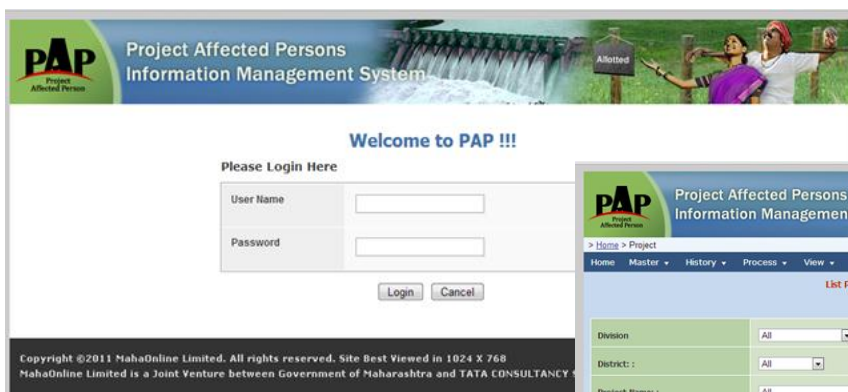 PAP
Project
Affected Person
Project Affected Persons
Information Management System
Allotted
Welcome to PAP !!!
Please Login Here
User Name
Password
Login Cancel
Copyright ©2011 MahaOnline Limited. All rights reserved. Site Best Viewed in 1024 X 768
MahaOnline Limited is a Joint Venture between Government of Maharashtra and TATA CONSULTANCY
PAP
Project
Affected Person
Project Affected Persons
Information Managemen
> Home > Project
Home Master History Process View
List P
Division All
District: : All
Project Name: : All